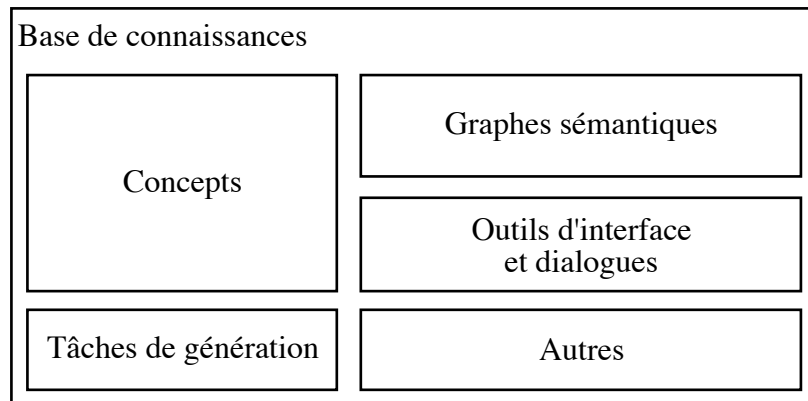 Base de connaissances
Concepts
Graphes sémantiques
Outils d'interface
et dialogues
Tâches de génération
Autres